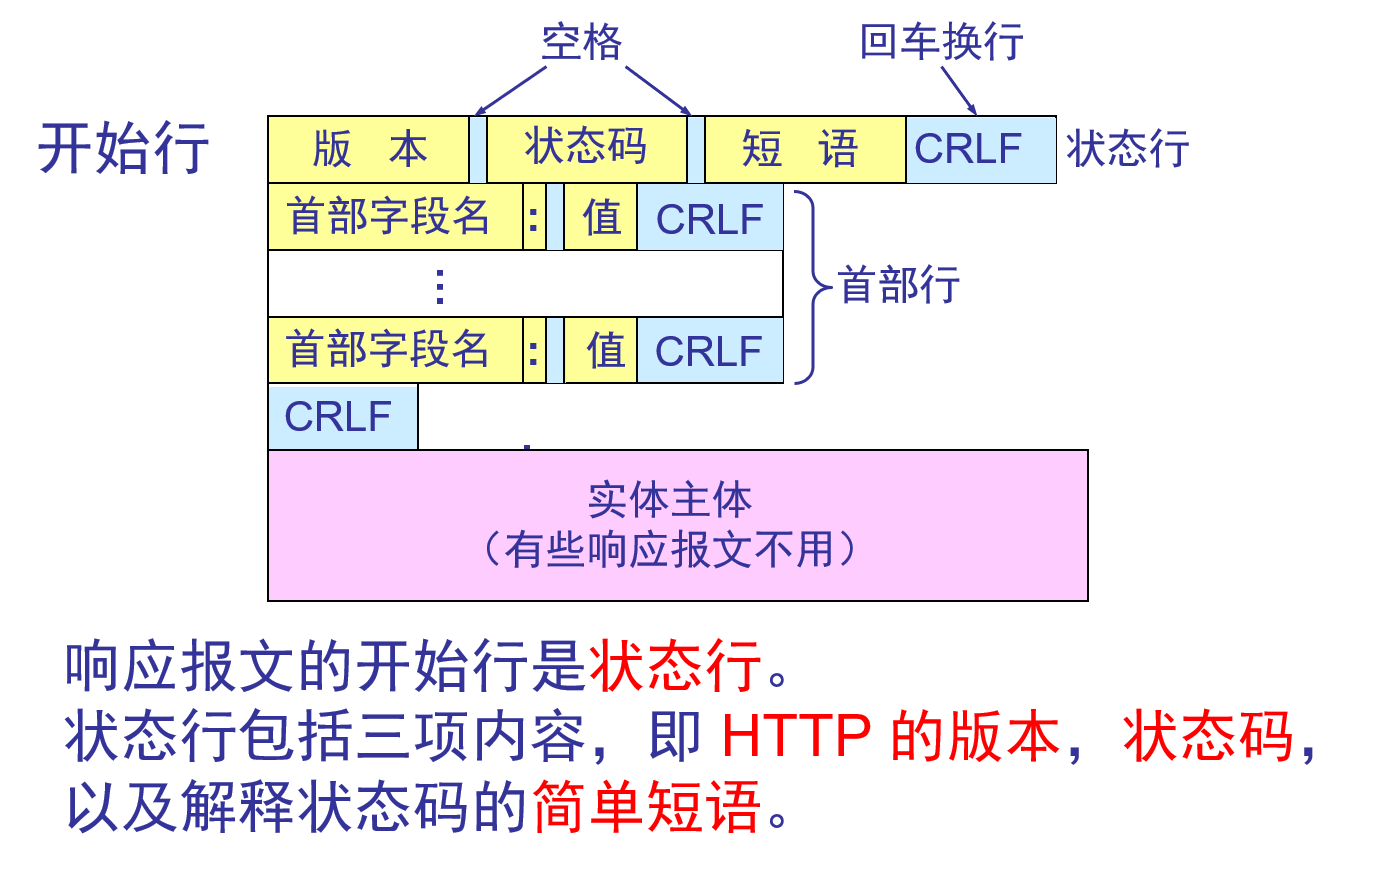 空格 回车换行
开始行 版 本 状态码 短 语 CRLF 状态行
首部字段名 : 值 CRLF
⋮ 首部行
首部字段名 : 值 CRLF
CRLF
实体主体
（有些响应报文不用）
响应报文的开始行是状态行。
状态行包括三项内容，即 HTTP 的版本，状态码，
以及解释状态码的简单短语。